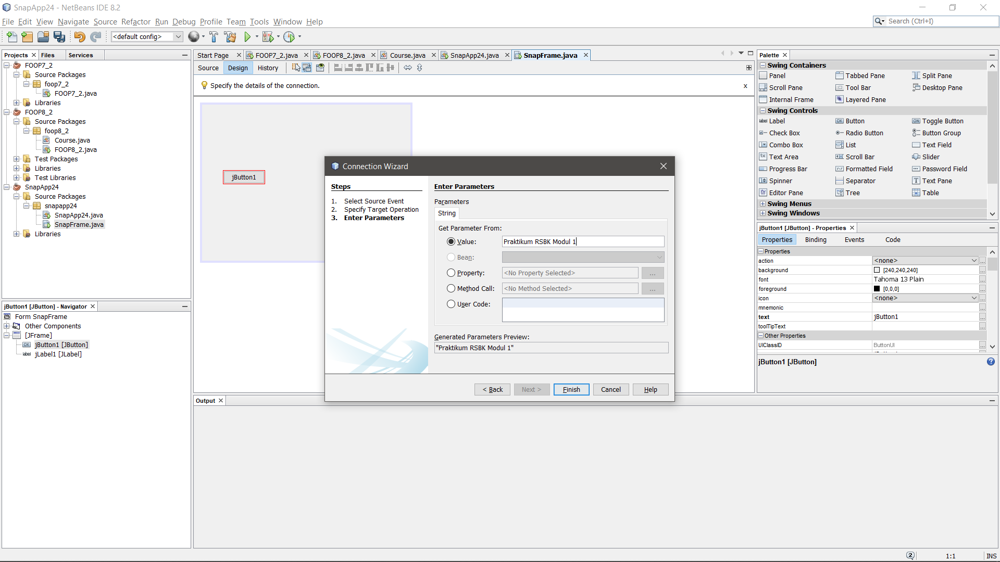 SnapApp24 - NetBeans IDE 8.2
File Edit View Navigate Source Refactor Run Debug Profile Team Tools Window Help
Search (Ctrl+I)
<default config>
Projects Files Services
FOOP7_2
Source Packages
foop7_2
FOOP7_2.java
Libraries
FOOP8_2
Source Packages
foop8_2
Course.java
FOOP8_2.java
Test Packages
Libraries
Test Libraries
SnapApp24
Source Packages
snapapp24
SnapApp24.java
SnapFrame.java
Libraries
jButton1 [JButton] - Navigator
Form SnapFrame
Other Components
[JFrame]
jButton1 [JButton]
jLabel1 [JLabel]
Start Page FOOP7_2.java FOOP8_2.java Course.java SnapApp24.java SnapFrame.java
Source Design History
Specify the details of the connection.
x
jButton1
Connection Wizard
Steps
1. Select Source Event
2. Specify Target Operation
3. Enter Parameters
Enter Parameters
Parameters
String
Get Parameter From:
Value: Praktikum RSBK Modul 1
Bean:
Property: <No Property Selected> ...
Method Call: <No Method Selected> ...
User Code:
Generated Parameters Preview:
"Praktikum RSBK Modul 1"
< Back Next > Finish Cancel Help
Output
Palette
Swing Containers
Panel Tabbed Pane Split Pane
Scroll Pane Tool Bar Desktop Pane
Internal Frame Layered Pane
Swing Controls
Label Button Toggle Button
Check Box Radio Button Button Group
Combo Box List Text Field
Text Area Scroll Bar Slider
Progress Bar Formatted Field Password Field
Spinner Separator Text Pane
Editor Pane Tree Table
Swing Menus
Swing Windows
jButton1 [JButton] - Properties
Properties Binding Events Code
Properties
action <none> ...
background [240,240,240] ...
font Tahoma 13 Plain ...
foreground [0,0,0] ...
icon <none> ...
mnemonic ...
text jButton1 ...
toolTipText ...
Other Properties
UIClassID ButtonUI ...
jButton1 [JButton]
2 1:1 INS